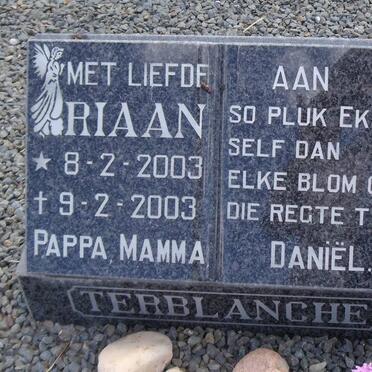 MET LIEFDE
RIAAN
★ 8-2-2003
† 9-2-2003
PAPPA MAMMA
AAN
SO PLUK EK
SELF DAN
ELKE BLOM
DIE REGTE
DANIËL
TERBLANCHE